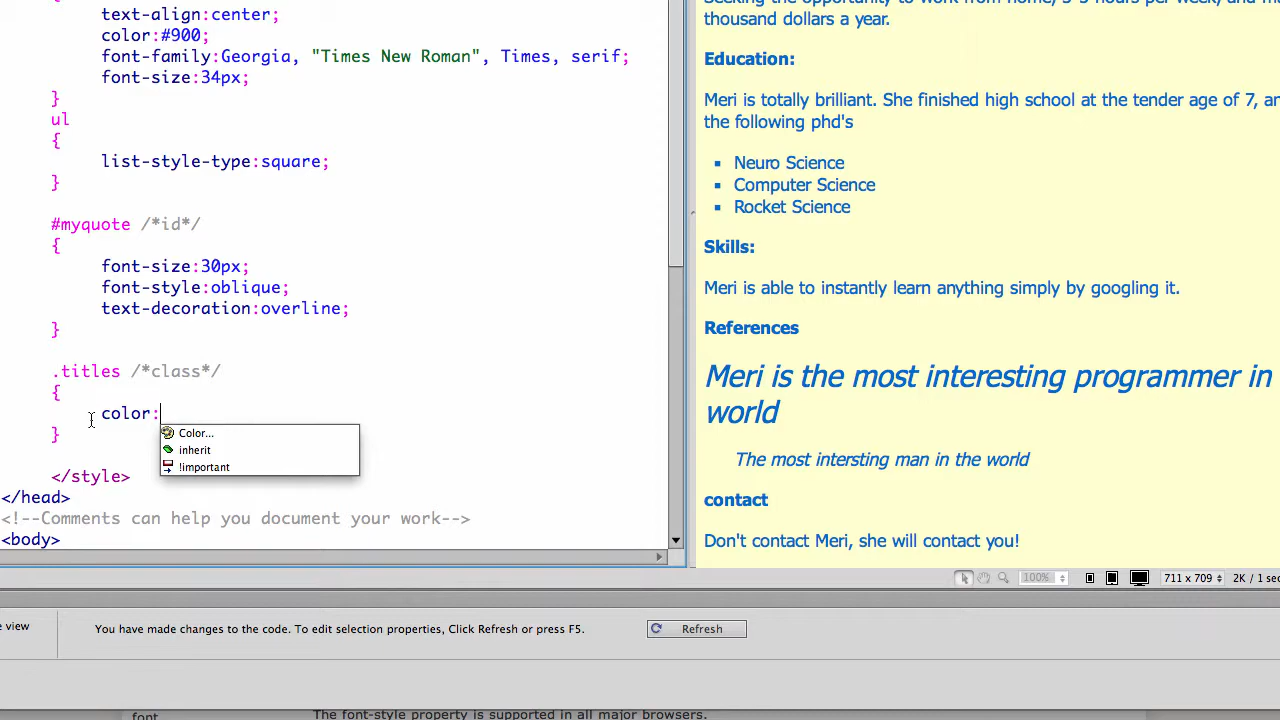 text-align:center;
color:#900;
font-family:Georgia, "Times New Roman", Times, serif;
font-size:34px;
}
ul
{
list-style-type:square;
}
#myquote /*id*/
{
font-size:30px;
font-style:oblique;
text-decoration:overline;
}
.titles /*class*/
{
color:
}
Color...
inherit
!important
</style>
</head>
<!--Comments can help you document your work-->
<body>
thousand dollars a year.
Education:
Meri is totally brilliant. She finished high school at the tender age of 7, an
the following phd's
▪ Neuro Science
▪ Computer Science
▪ Rocket Science
Skills:
Meri is able to instantly learn anything simply by googling it.
References
Meri is the most interesting programmer in
world
The most intersting man in the world
contact
Don't contact Meri, she will contact you!
100%
711 x 709
2K / 1 sec
e view
You have made changes to the code. To edit selection properties, Click Refresh or press F5.
Refresh
font
The font-style property is supported in all major browsers.